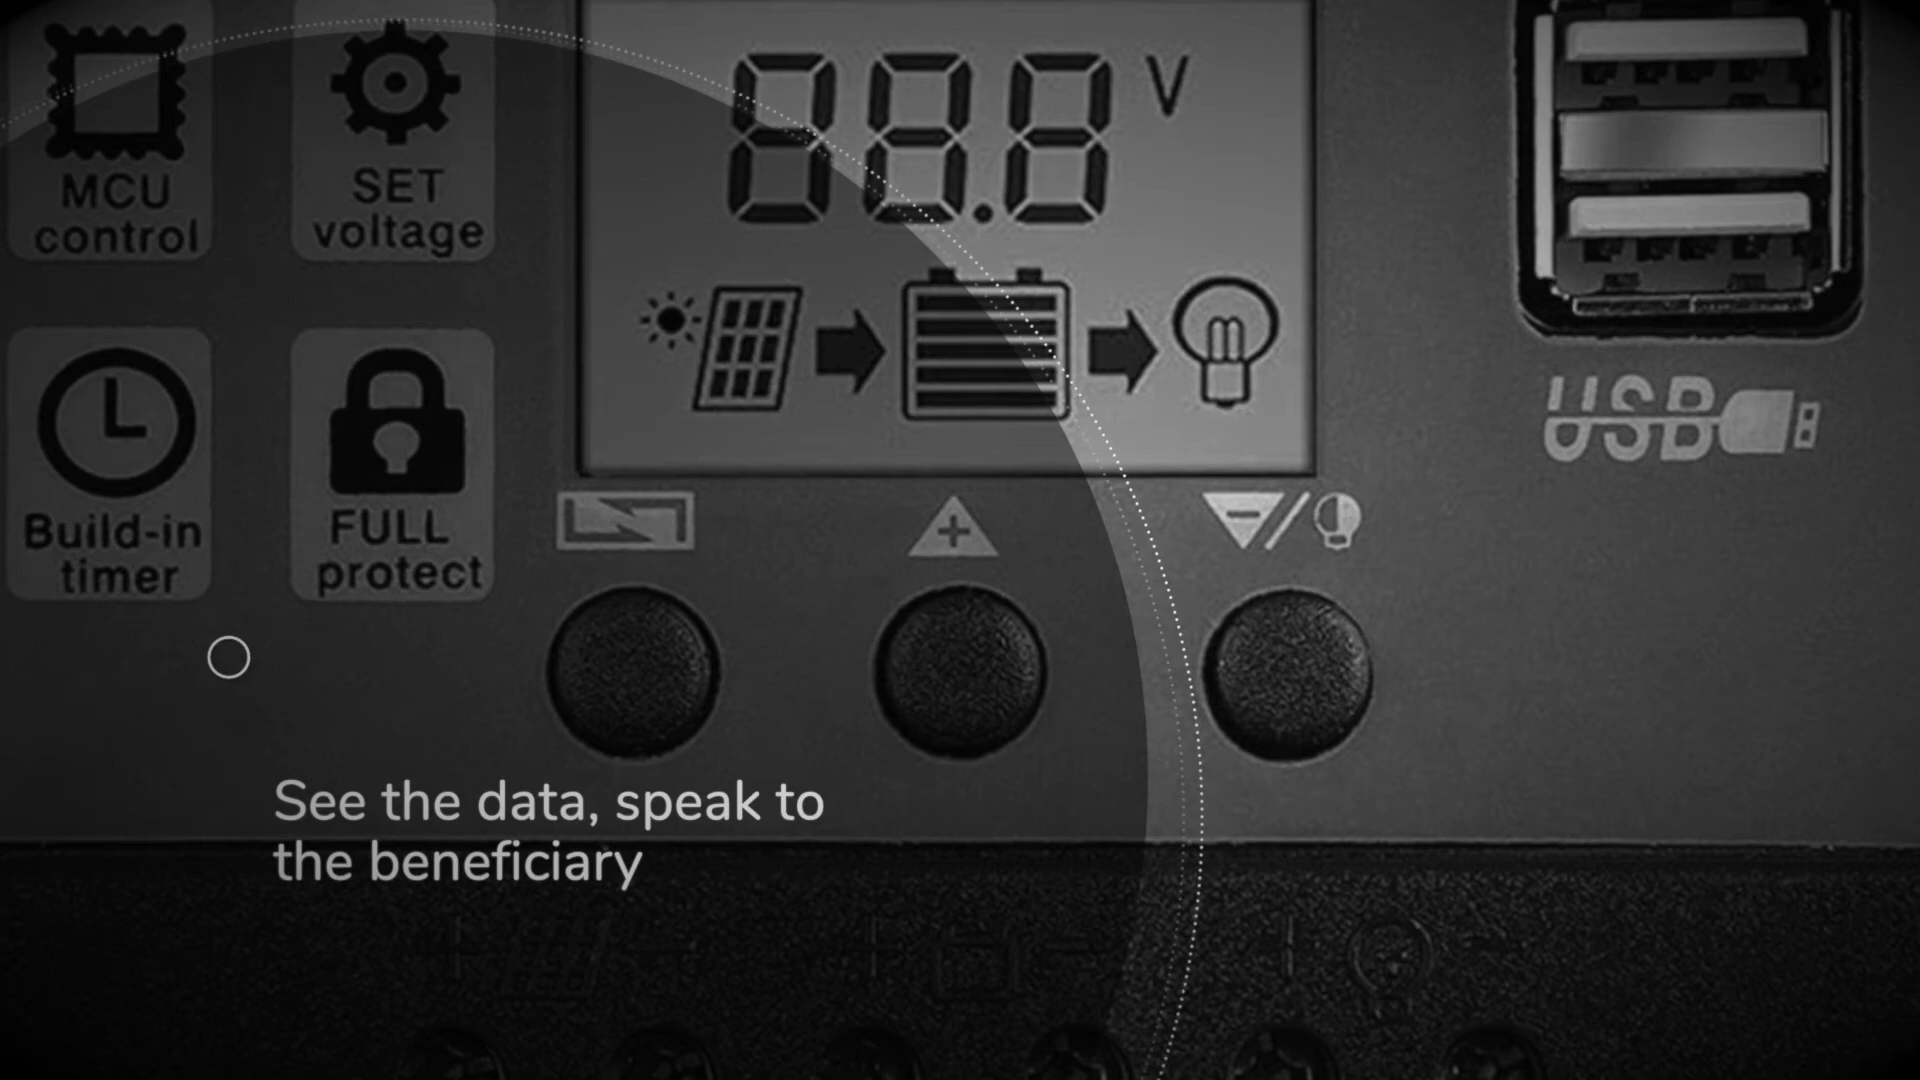 88.8 V
MCU
control
SET
voltage
USB
Build-in
timer
FULL
protect
See the data, speak to
the beneficiary